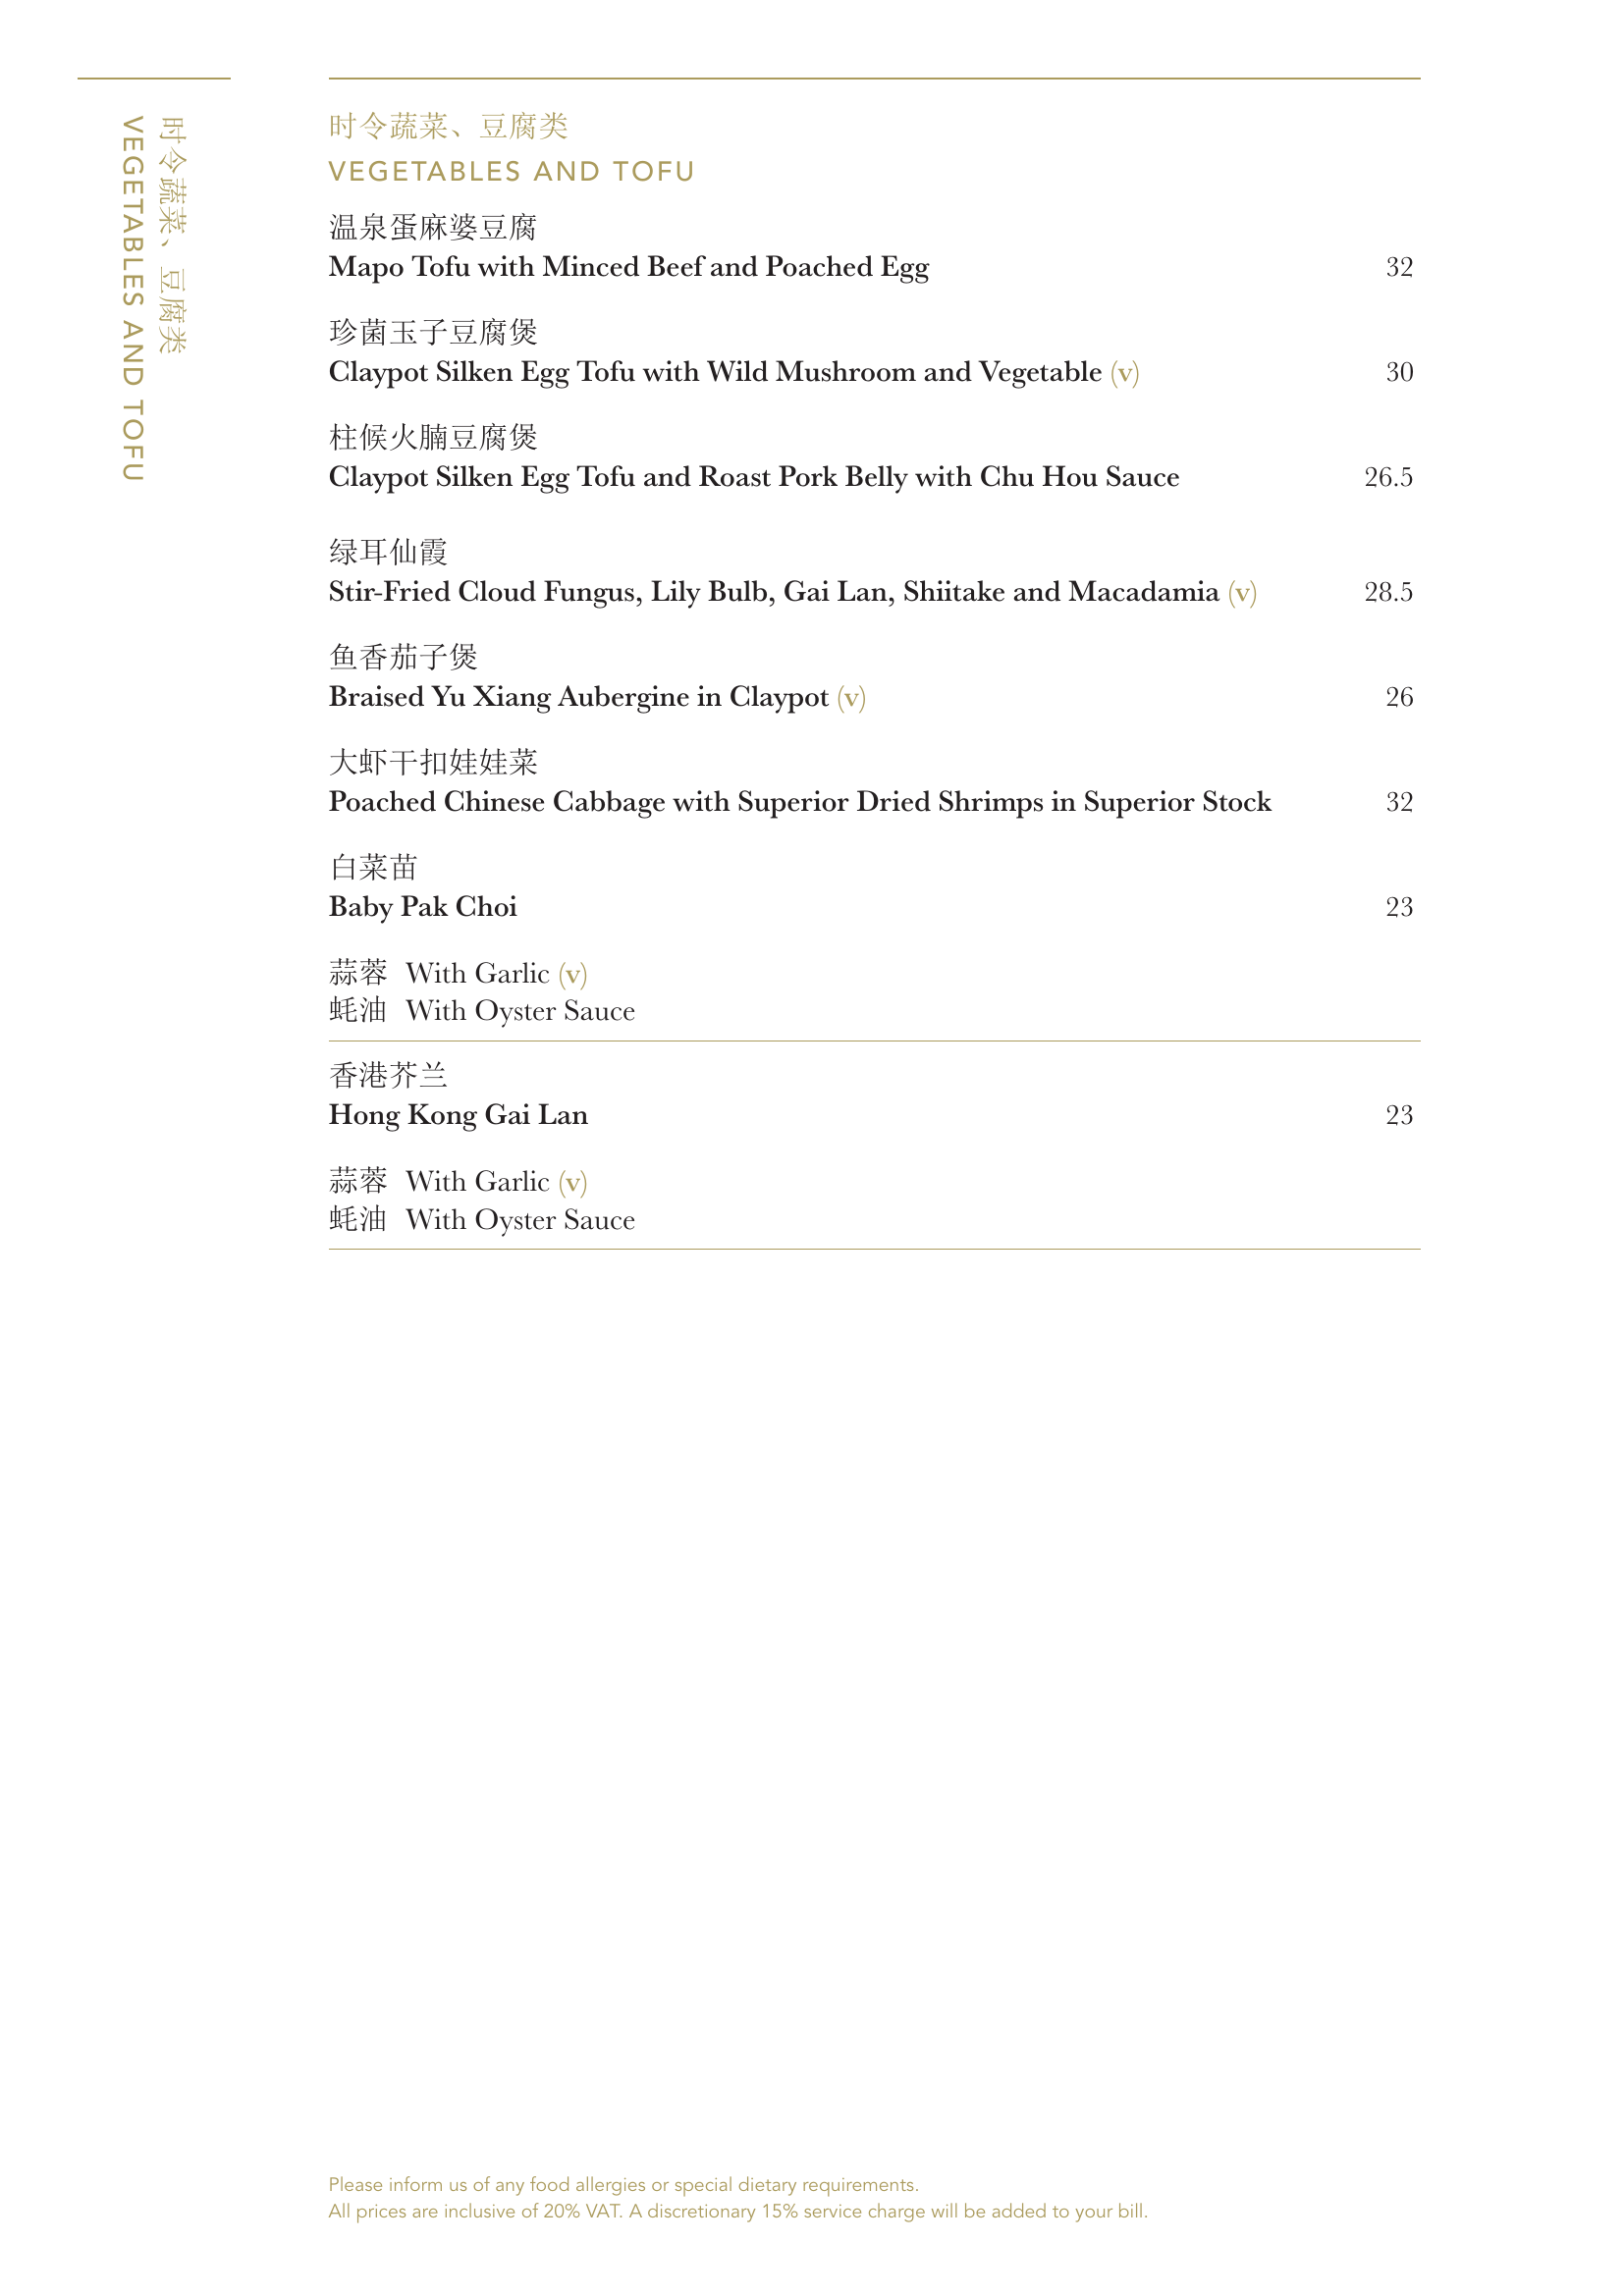 时令蔬菜、豆腐类
VEGETABLES AND TOFU
时令蔬菜、豆腐类
VEGETABLES AND TOFU
温泉蛋麻婆豆腐
Mapo Tofu with Minced Beef and Poached Egg 32
珍菌玉子豆腐煲
Claypot Silken Egg Tofu with Wild Mushroom and Vegetable (v) 30
柱候火腩豆腐煲
Claypot Silken Egg Tofu and Roast Pork Belly with Chu Hou Sauce 26.5
绿耳仙霞
Stir-Fried Cloud Fungus, Lily Bulb, Gai Lan, Shiitake and Macadamia (v) 28.5
鱼香茄子煲
Braised Yu Xiang Aubergine in Claypot (v) 26
大虾干扣娃娃菜
Poached Chinese Cabbage with Superior Dried Shrimps in Superior Stock 32
白菜苗
Baby Pak Choi 23
蒜蓉 With Garlic (v)
蚝油 With Oyster Sauce
香港芥兰
Hong Kong Gai Lan 23
蒜蓉 With Garlic (v)
蚝油 With Oyster Sauce
Please inform us of any food allergies or special dietary requirements.
All prices are inclusive of 20% VAT. A discretionary 15% service charge will be added to your bill.